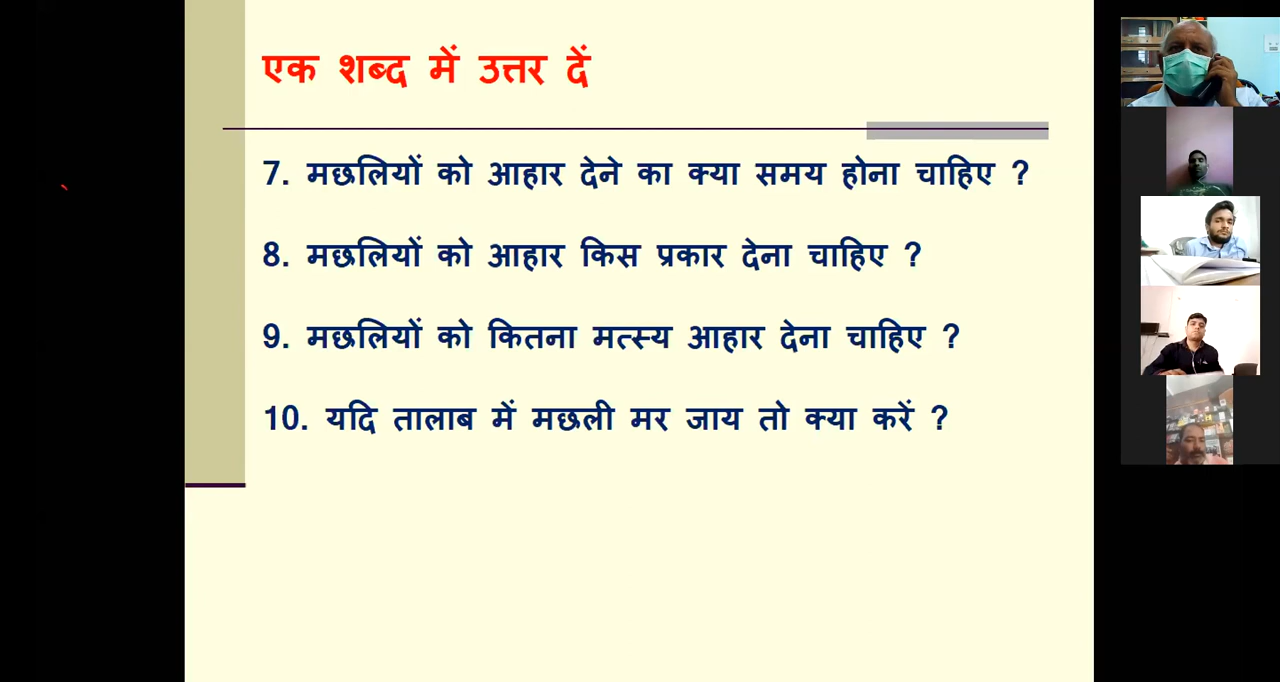 एक शब्द में उत्तर दें
7. मछलियों को आहार देने का क्या समय होना चाहिए ?
8. मछलियों को आहार किस प्रकार देना चाहिए ?
9. मछलियों को कितना मत्स्य आहार देना चाहिए ?
10. यदि तालाब में मछली मर जाय तो क्या करें ?